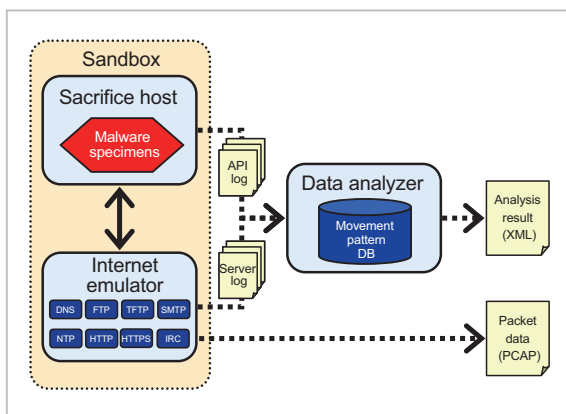 Sandbox
Sacrifice host
Malware
specimens
API
log
Data analyzer
Movement
pattern
DB
Analysis
result
(XML)
Internet
emulator
Server
log
DNS FTP TFTP SMTP
NTP HTTP HTTPS IRC
Packet
data
(PCAP)